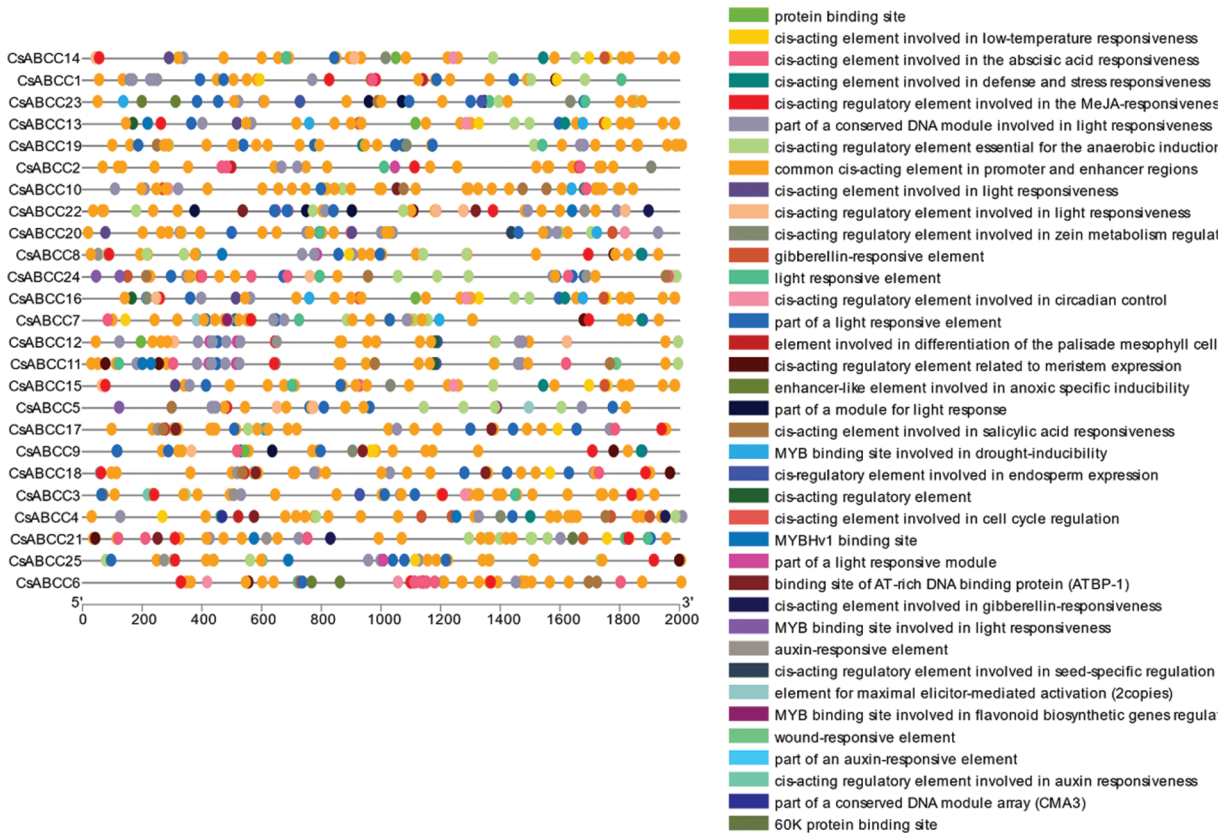 CsABCC14
CsABCC1
CsABCC23
CsABCC13
CsABCC19
CsABCC2
CsABCC10
CsABCC22
CsABCC20
CsABCC8
CsABCC24
CsABCC16
CsABCC7
CsABCC12
CsABCC11
CsABCC15
CsABCC5
CsABCC17
CsABCC9
CsABCC18
CsABCC3
CsABCC4
CsABCC21
CsABCC25
CsABCC6
5' 3'
0 200 400 600 800 1000 1200 1400 1600 1800 2000
protein binding site
cis-acting element involved in low-temperature responsiveness
cis-acting element involved in the abscisic acid responsiveness
cis-acting element involved in defense and stress responsiveness
cis-acting regulatory element involved in the MeJA-responsivenes
part of a conserved DNA module involved in light responsiveness
cis-acting regulatory element essential for the anaerobic induction
common cis-acting element in promoter and enhancer regions
cis-acting element involved in light responsiveness
cis-acting regulatory element involved in light responsiveness
cis-acting regulatory element involved in zein metabolism regulat
gibberellin-responsive element
light responsive element
cis-acting regulatory element involved in circadian control
part of a light responsive element
element involved in differentiation of the palisade mesophyll cell
cis-acting regulatory element related to meristem expression
enhancer-like element involved in anoxic specific inducibility
part of a module for light response
cis-acting element involved in salicylic acid responsiveness
MYB binding site involved in drought-inducibility
cis-regulatory element involved in endosperm expression
cis-acting regulatory element
cis-acting element involved in cell cycle regulation
MYBHv1 binding site
part of a light responsive module
binding site of AT-rich DNA binding protein (ATBP-1)
cis-acting element involved in gibberellin-responsiveness
MYB binding site involved in light responsiveness
auxin-responsive element
cis-acting regulatory element involved in seed-specific regulation
element for maximal elicitor-mediated activation (2copies)
MYB binding site involved in flavonoid biosynthetic genes regulat
wound-responsive element
part of an auxin-responsive element
cis-acting regulatory element involved in auxin responsiveness
part of a conserved DNA module array (CMA3)
60K protein binding site